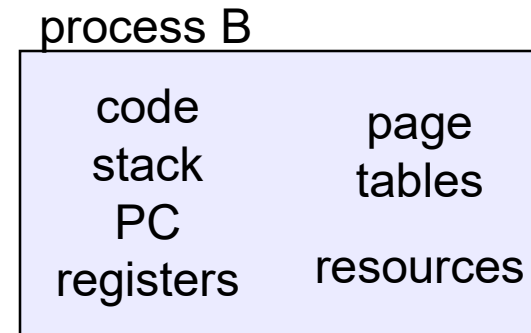 process B
code
stack
PC
registers
page
tables
resources